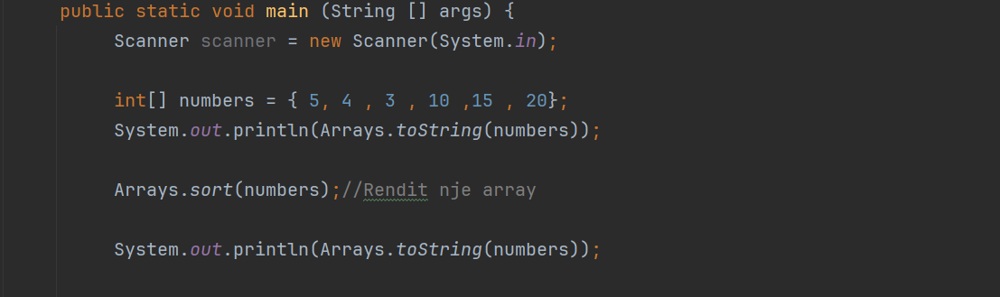 public static void main (String [] args) {
Scanner scanner = new Scanner(System.in);
int[] numbers = { 5, 4 , 3 , 10 ,15 , 20};
System.out.println(Arrays.toString(numbers));
Arrays.sort(numbers);//Rendit nje array
System.out.println(Arrays.toString(numbers));